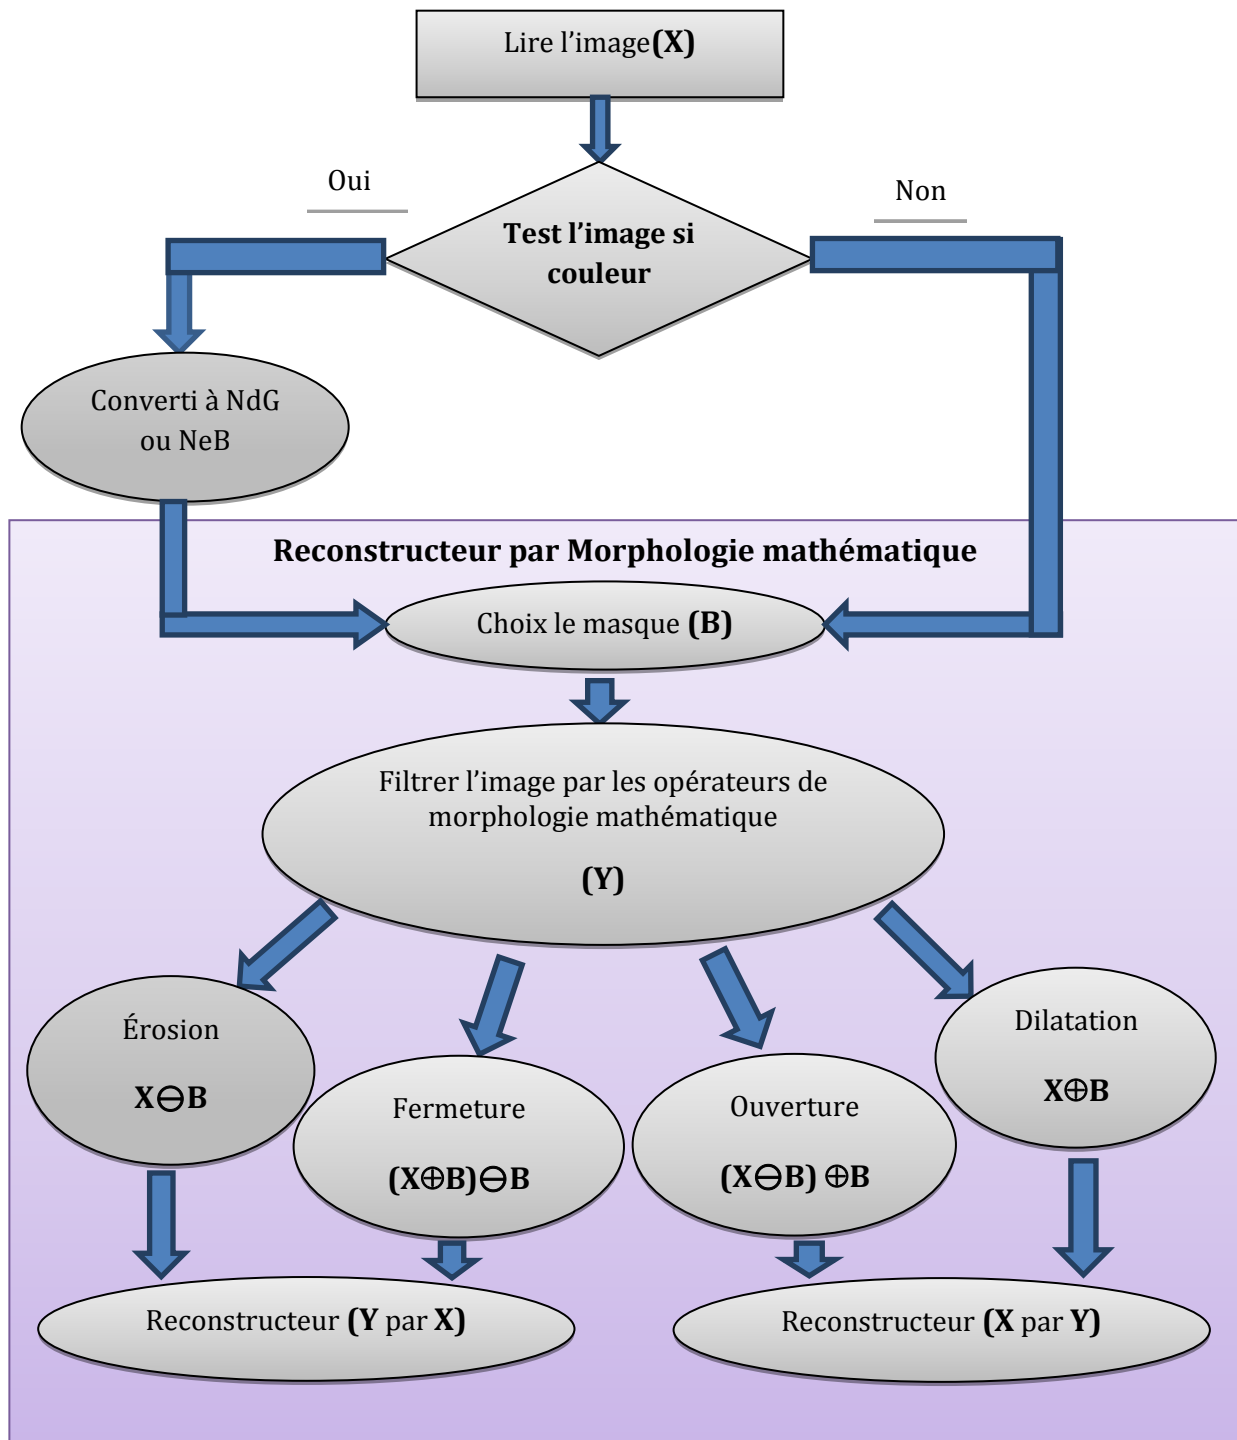 Lire l’image(X)
Oui
Non
Test l’image si
couleur
Converti à NdG
ou NeB
Reconstructeur par Morphologie mathématique
Choix le masque (B)
Filtrer l’image par les opérateurs de
morphologie mathématique
(Y)
Érosion
X⊖B
Fermeture
(X⊕B)⊖B
Ouverture
(X⊖B) ⊕B
Dilatation
X⊕B
Reconstructeur (Y par X)
Reconstructeur (X par Y)